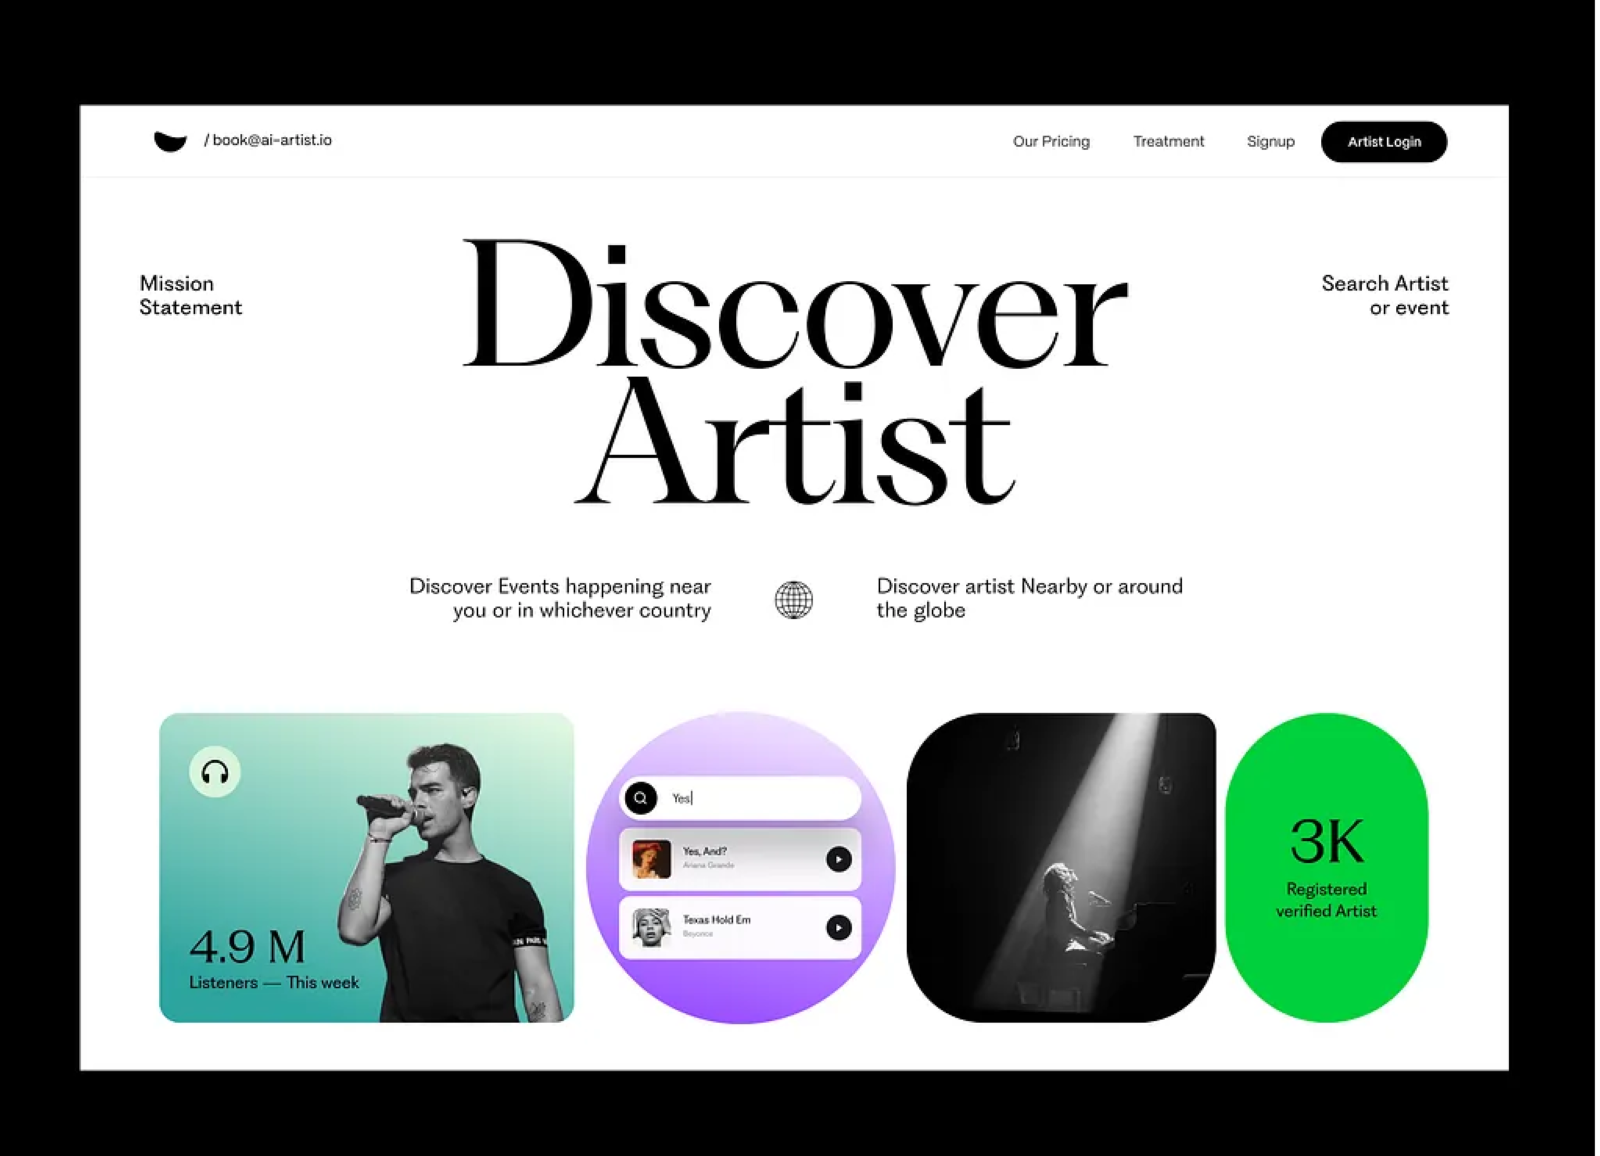 / book@ai-artist.io
Our Pricing
Treatment
Signup
Artist Login
Mission
Statement
Discover
Artist
Search Artist
or event
Discover Events happening near
you or in whichever country
Discover artist Nearby or around
the globe
4.9 M
Listeners — This week
Yes
Yes, And?
Ariana Grande
Texas Hold Em
Beyonce
3K
Registered
verified Artist